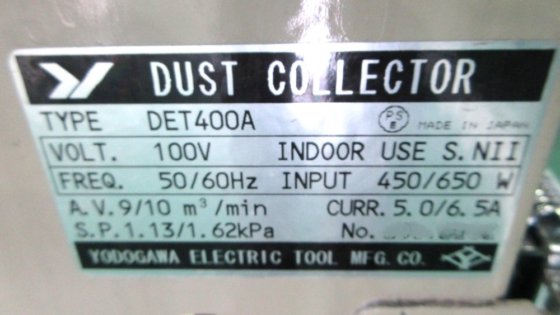 DUST COLLECTOR
TYPE DET400A PS E MADE IN JAPAN
VOLT. 100V INDOOR USE S.NII
FREQ. 50/60Hz INPUT 450/650 W
A.V.9/10 m³/min CURR.5.0/6.5A
S.P.1.13/1.62kPa No.
YODOGAWA ELECTRIC TOOL MFG.CO.